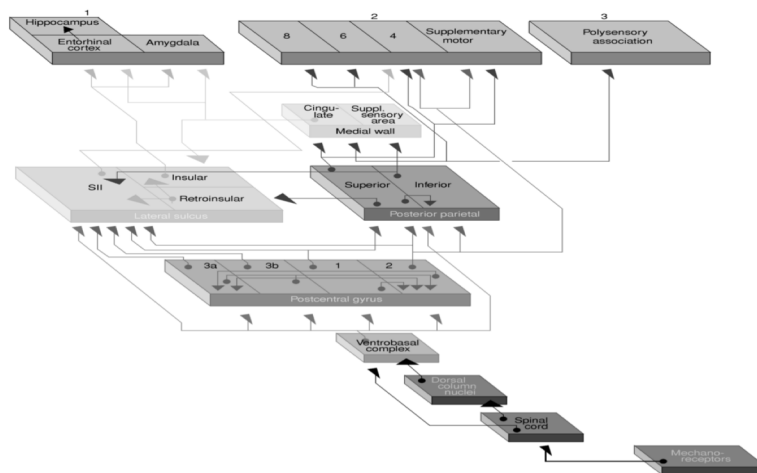 1
2
3
Hippocampus
Entorhinal
cortex
Amygdala
8
6
4
Supplementary
motor
Polysensory
association
Cingu-
late
Suppl.
sensory
area
Medial wall
SII
Insular
Retroinsular
Lateral sulcus
Superior
Inferior
Posterior parietal
3a
3b
1
2
Postcentral gyrus
Ventrobasal
complex
Dorsal
column
nuclei
Spinal
cord
Mechano-
receptors